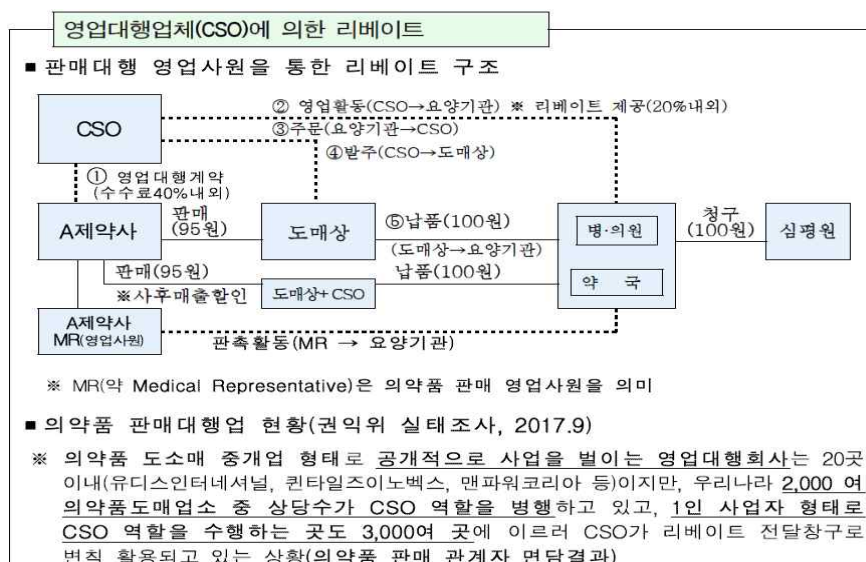 영업대행업체(CSO)에 의한 리베이트
■ 판매대행 영업사원을 통한 리베이트 구조
② 영업활동(CSO→요양기관) ※ 리베이트 제공(20%내외)
CSO
③주문(요양기관→CSO)
④발주(CSO→도매상)
① 영업대행계약
(수수료40%내외)
A제약사
판매
(95원)
도매상
⑤납품(100원)
(도매상→요양기관)
병·의원
청구
(100원)
심평원
판매(95원)
※사후매출할인
도매상+CSO
납품(100원)
약 국
A제약사
MR(영업사원)
판촉활동(MR → 요양기관)
※ MR(약 Medical Representative)은 의약품 판매 영업사원을 의미
■ 의약품 판매대행업 현황(권익위 실태조사, 2017.9)
※ 의약품 도소매 중개업 형태로 공개적으로 사업을 벌이는 영업대행회사는 20곳
이내(유디스인터네셔널, 퀸타일즈이노벡스, 맨파워코리아 등)이지만, 우리나라 2,000 여
의약품도매업소 중 상당수가 CSO 역할을 병행하고 있고, 1인 사업자 형태로
CSO 역할을 수행하는 곳도 3,000여 곳에 이르러 CSO가 리베이트 전달창구로
변칙 활용되고 있는 상황(의약품 판매 관계자 면담결과)